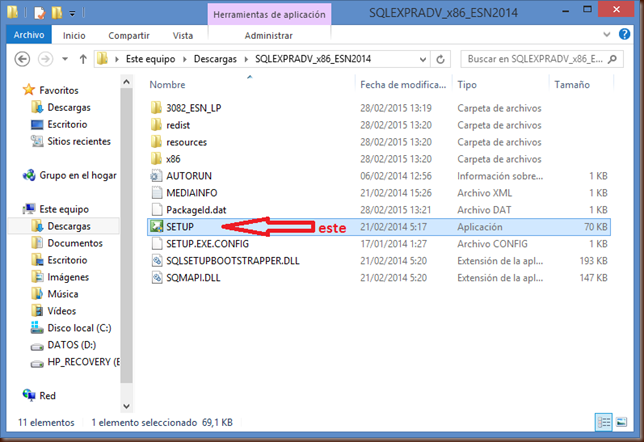 Herramientas de aplicación
SQLEXPRADV_x86_ESN2014
Archivo
Inicio
Compartir
Vista
Administrar
Este equipo
Descargas
SQLEXPRADV_x86_ESN2014
Buscar en SQLEXPRADV_x86_E...
Nombre
Fecha de modifica...
Tipo
Tamaño
Favoritos
Descargas
Escritorio
Sitios recientes
Grupo en el hogar
Este equipo
Descargas
Documentos
Escritorio
Imágenes
Música
Vídeos
Disco local (C:)
DATOS (D:)
HP_RECOVERY (E
Red
3082_ESN_LP 28/02/2015 13:19 Carpeta de archivos
redist 28/02/2015 13:20 Carpeta de archivos
resources 28/02/2015 13:20 Carpeta de archivos
x86 28/02/2015 13:20 Carpeta de archivos
AUTORUN 06/02/2014 12:56 Información sobre... 1 KB
MEDIAINFO 21/02/2014 15:26 Archivo XML 1 KB
PackageId.dat 28/02/2015 13:21 Archivo DAT 1 KB
SETUP este 21/02/2014 5:17 Aplicación 70 KB
SETUP.EXE.CONFIG 17/01/2014 1:27 Archivo CONFIG 1 KB
SQLSETUPBOOTSTRAPPER.DLL 21/02/2014 5:20 Extensión de la apl... 193 KB
SQMAPI.DLL 21/02/2014 5:20 Extensión de la apl... 147 KB
11 elementos
1 elemento seleccionado 69,1 KB